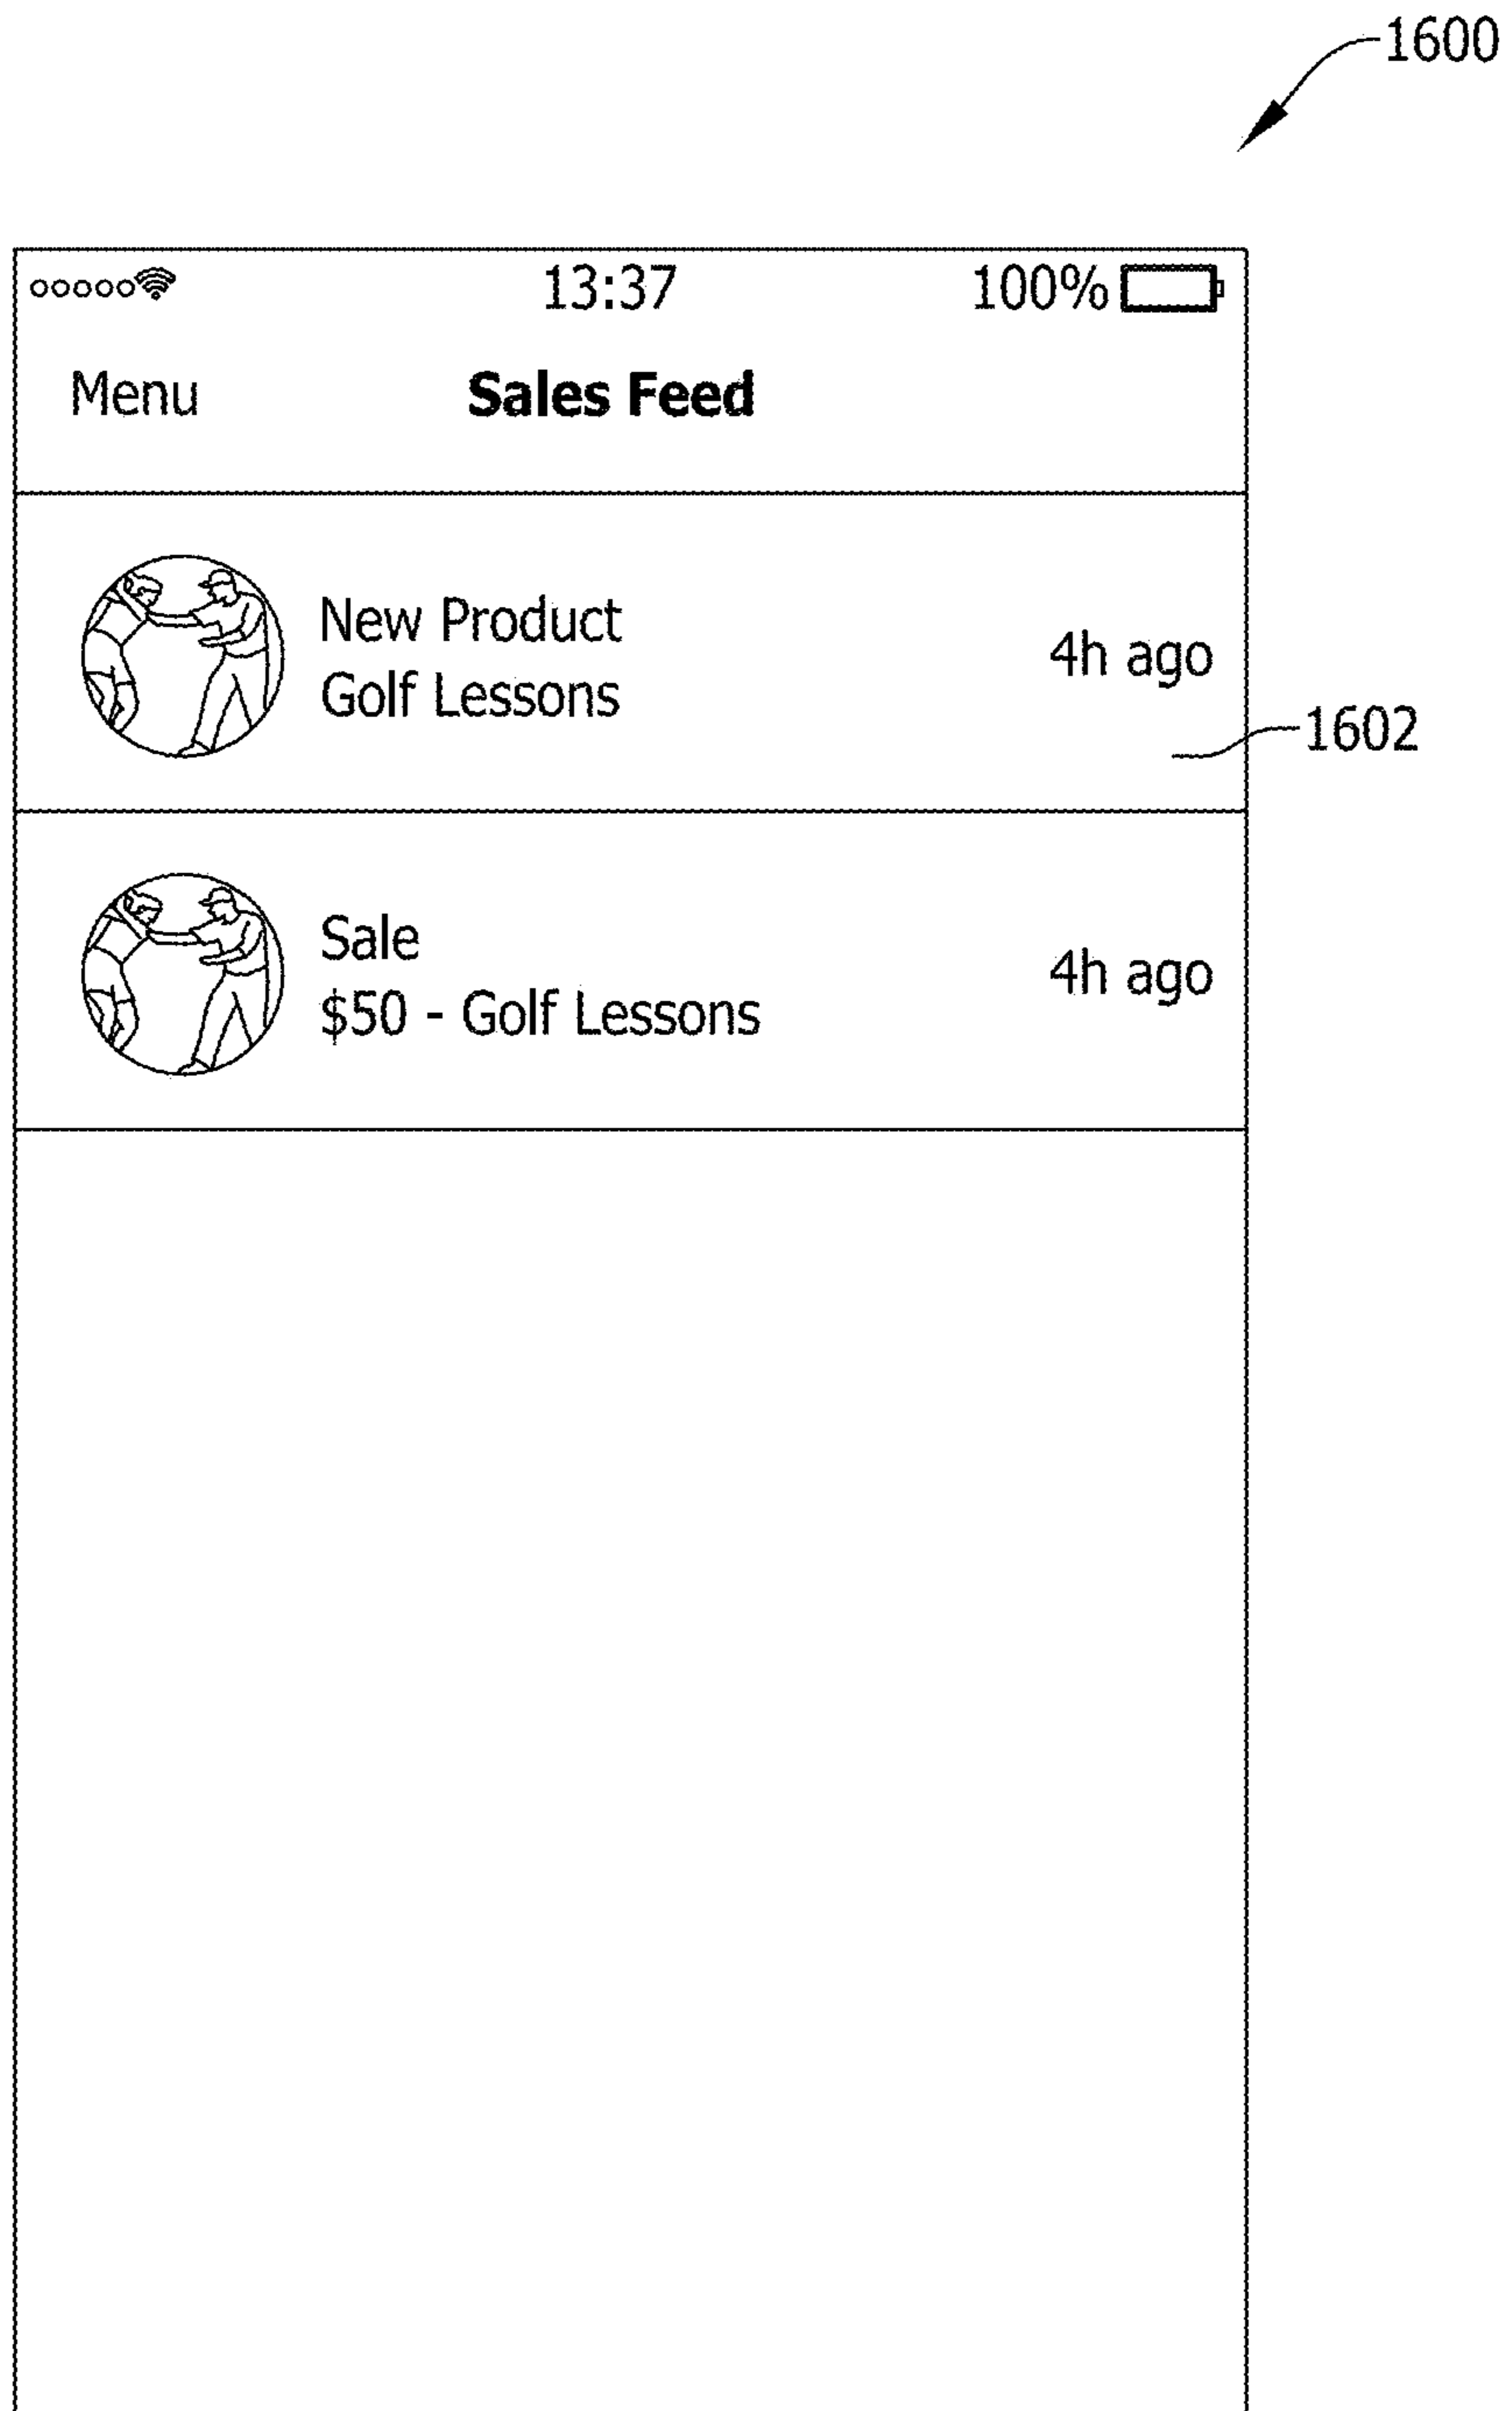 1600
13:37 100%
Menu Sales Feed
New Product
Golf Lessons
4h ago
1602
Sale
$50 - Golf Lessons
4h ago